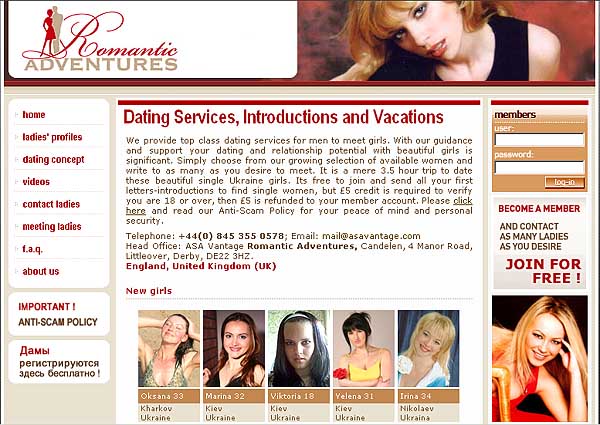 Romantic
ADVENTURES
home
ladies' profiles
dating concept
videos
contact ladies
meeting ladies
f.a.q.
about us
IMPORTANT !
ANTI-SCAM POLICY
Дамы
регистрируются
здесь бесплатно !
Dating Services, Introductions and Vacations
We provide top class dating services for men to meet girls. With our guidance
and support your dating and relationship potential with beautiful girls is
significant. Simply choose from our growing selection of available women and
write to as many as you desire to meet. It is a mere 3.5 hour trip to date
these beautiful single Ukraine girls. Its free to join and send all your first
letters-introductions to find single women, but £5 credit is required to verify
you are 18 or over, then £5 is refunded to your member account. Please click
here and read our Anti-Scam Policy for your peace of mind and personal
security.
Telephone: +44(0) 845 355 0578; Email: mail@asavantage.com
Head Office: ASA Vantage Romantic Adventures, Candelen, 4 Manor Road,
Littleover, Derby, DE22 3HZ.
England, United Kingdom (UK)
New girls
Oksana 33
Kharkov
Ukraine
Marina 32
Kiev
Ukraine
Viktoria 18
Kiev
Ukraine
Yelena 31
Kiev
Ukraine
Irina 34
Nikolaev
Ukraina
members
user:
password:
log-in
BECOME A MEMBER
AND CONTACT
AS MANY LADIES
AS YOU DESIRE
JOIN FOR
FREE !